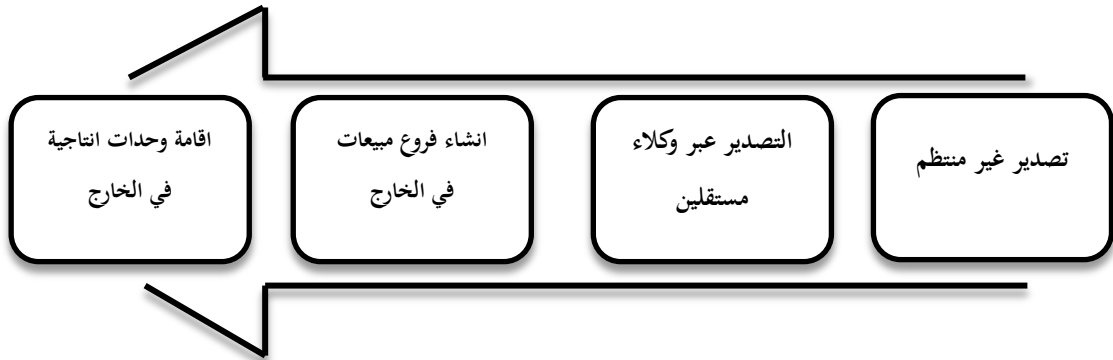 تصدير غير منتظم
التصدير عبر وكلاء
مستقلين
انشاء فروع مبيعات
في الخارج
اقامة وحدات انتاجية
في الخارج